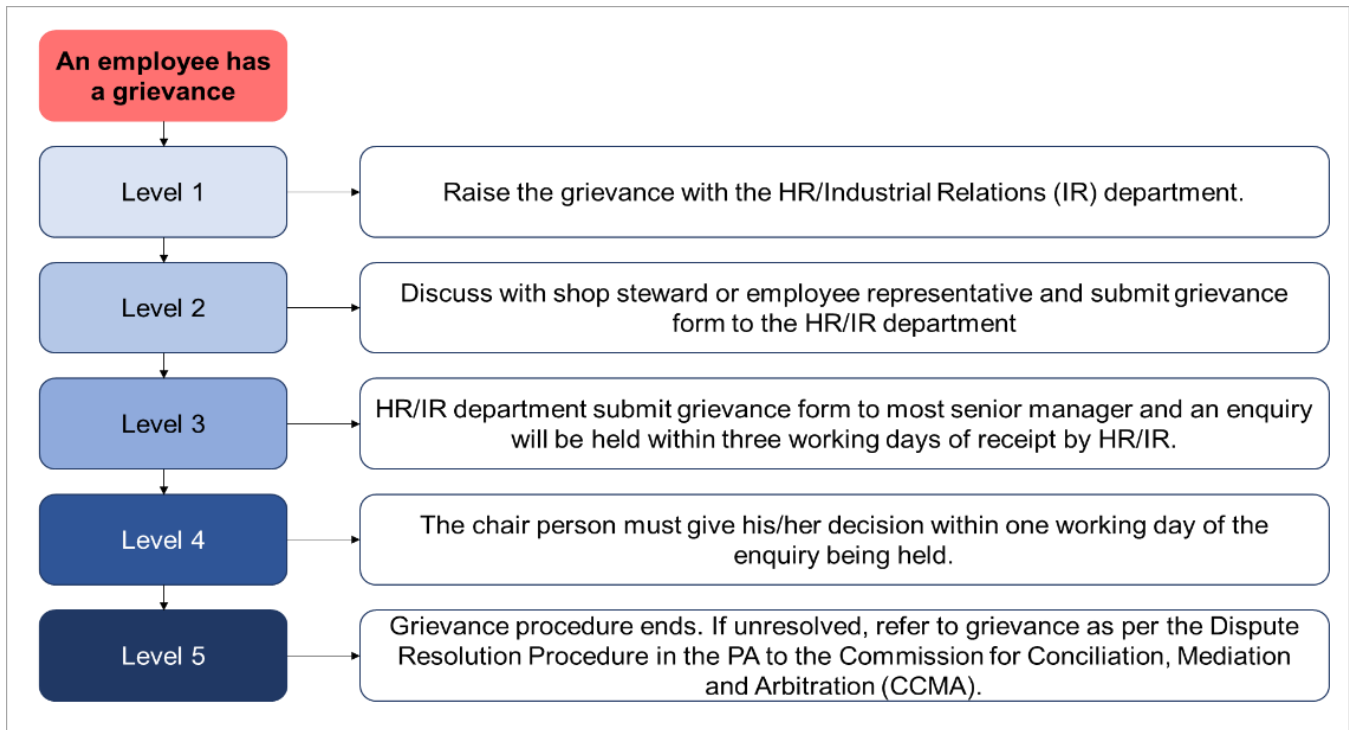 An employee has
a grievance
Level 1
Raise the grievance with the HR/Industrial Relations (IR) department.
Level 2
Discuss with shop steward or employee representative and submit grievance
form to the HR/IR department
Level 3
HR/IR department submit grievance form to most senior manager and an enquiry
will be held within three working days of receipt by HR/IR.
Level 4
The chair person must give his/her decision within one working day of the
enquiry being held.
Level 5
Grievance procedure ends. If unresolved, refer to grievance as per the Dispute
Resolution Procedure in the PA to the Commission for Conciliation, Mediation
and Arbitration (CCMA).